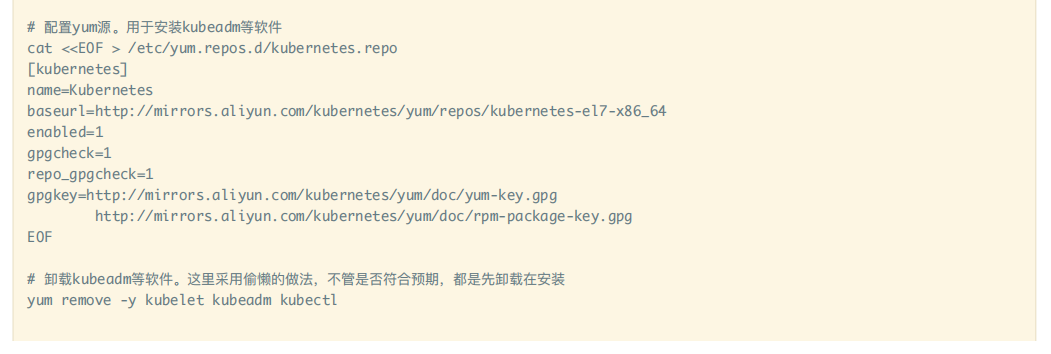 # 配置yum源。用于安装kubeadm等软件
cat <<EOF > /etc/yum.repos.d/kubernetes.repo
[kubernetes]
name=Kubernetes
baseurl=http://mirrors.aliyun.com/kubernetes/yum/repos/kubernetes-el7-x86_64
enabled=1
gpgcheck=1
repo_gpgcheck=1
gpgkey=http://mirrors.aliyun.com/kubernetes/yum/doc/yum-key.gpg
        http://mirrors.aliyun.com/kubernetes/yum/doc/rpm-package-key.gpg
EOF
# 卸载kubeadm等软件。这里采用偷懒的做法，不管是否符合预期，都是先卸载在安装
yum remove -y kubelet kubeadm kubectl